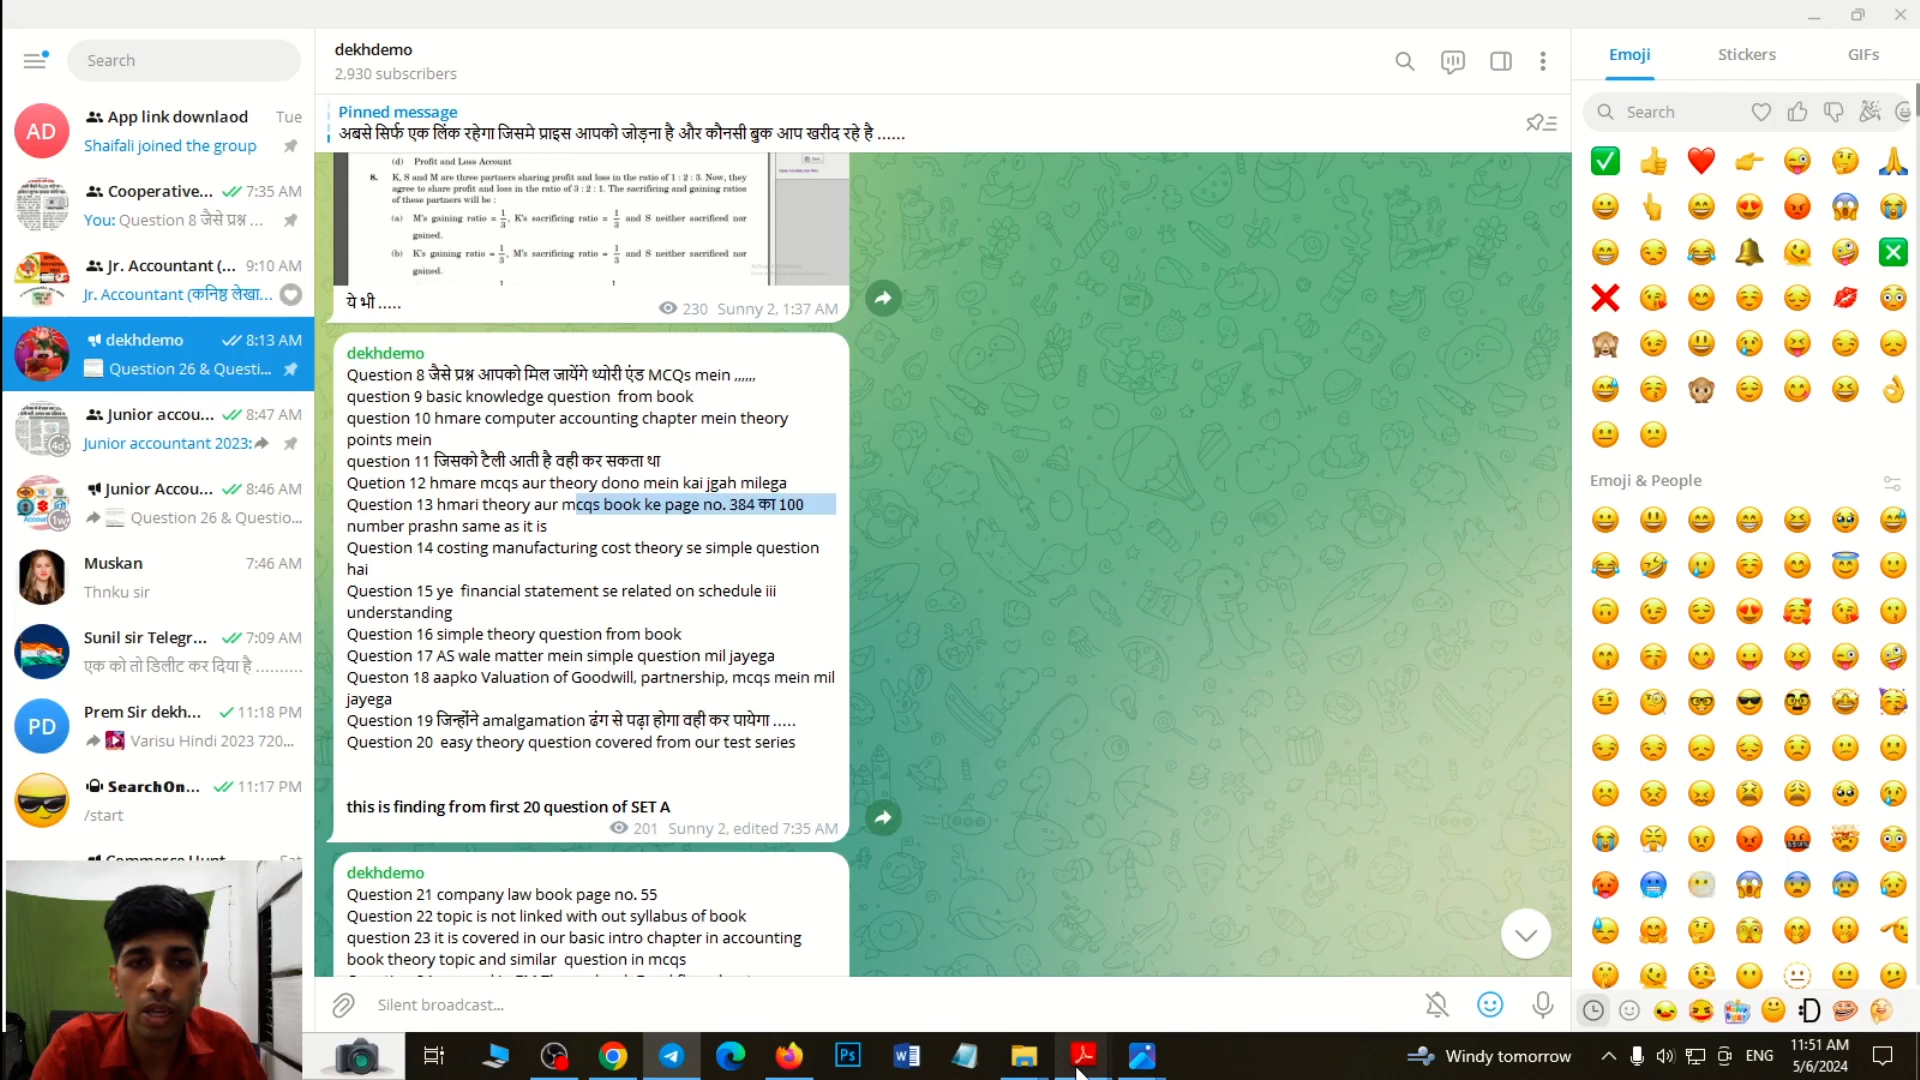 Search
AD
App link downlaod
Tue
Shaifali joined the group
Cooperative...
7:35 AM
You: Question 8 जैसे प्रश्न ...
Jr. Accountant (...
9:10 AM
Jr. Accountant (कनिष्ठ लेखा...
dekhdemo
8:13 AM
Question 26 & Questi...
Junior accou...
8:47 AM
Junior accountant 2023:
4d
Junior Accou...
8:46 AM
Question 26 & Questio...
1w
Muskan
7:46 AM
Thnku sir
Sunil sir Telegr...
7:09 AM
एक को तो डिलीट कर दिया है ..........
PD
Prem Sir dekh...
11:18 PM
Varisu Hindi 2023 720...
SearchOn...
11:17 PM
/start
dekhdemo
2,930 subscribers
Pinned message
अबसे सिर्फ एक लिंक रहेगा जिसमे प्राइस आपको जोड़ना है और कौनसी बुक आप खरीद रहे है ......
(d) Profit and Loss Account
8. K, S and M are three partners sharing profit and loss in the ratio of 1 : 2 : 3. Now, they
agree to share profit and loss in the ratio of 3 : 2 : 1. The sacrificing and gaining ratios
of these partners will be :
(a) M's gaining ratio = 1/3, K's sacrificing ratio = 1/3 and S neither sacrificed nor
gained.
(b) K's gaining ratio = 1/3, M's sacrificing ratio = 1/3 and S neither sacrificed nor
gained.
ये भी .....
230 Sunny 2, 1:37 AM
dekhdemo
Question 8 जैसे प्रश्न आपको मिल जायेंगे थ्योरी एंड MCQs mein ,,,,,,
question 9 basic knowledge question from book
question 10 hmare computer accounting chapter mein theory
points mein
question 11 जिसको टैली आती है वही कर सकता था
Quetion 12 hmare mcqs aur theory dono mein kai jgah milega
Question 13 hmari theory aur mcqs book ke page no. 384 का 100
number prashn same as it is
Question 14 costing manufacturing cost theory se simple question
hai
Question 15 ye financial statement se related on schedule iii
understanding
Question 16 simple theory question from book
Question 17 AS wale matter mein simple question mil jayega
Queston 18 aapko Valuation of Goodwill, partnership, mcqs mein mil
jayega
Question 19 जिन्होंने amalgamation ढंग से पढ़ा होगा वही कर पायेगा .....
Question 20 easy theory question covered from our test series
this is finding from first 20 question of SET A
201 Sunny 2, edited 7:35 AM
dekhdemo
Question 21 company law book page no. 55
Question 22 topic is not linked with out syllabus of book
question 23 it is covered in our basic intro chapter in accounting
book theory topic and similar question in mcqs
Silent broadcast...
Emoji
Stickers
GIFs
Search
Emoji & People
Ps
Windy tomorrow
ENG
11:51 AM
5/6/2024